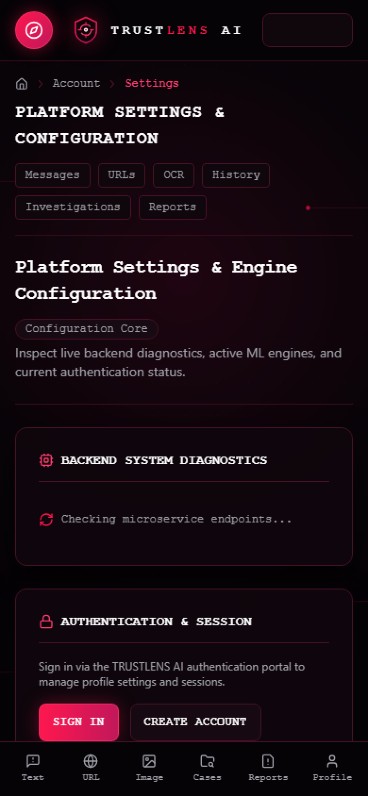 TRUSTLENS AI
Account
Settings
PLATFORM SETTINGS &
CONFIGURATION
Messages
URLs
OCR
History
Investigations
Reports
Platform Settings & Engine
Configuration
Configuration Core
Inspect live backend diagnostics, active ML engines, and
current authentication status.
BACKEND SYSTEM DIAGNOSTICS
Checking microservice endpoints...
AUTHENTICATION & SESSION
Sign in via the TRUSTLENS AI authentication portal to
manage profile settings and sessions.
SIGN IN
CREATE ACCOUNT
Text
URL
Image
Cases
Reports
Profile